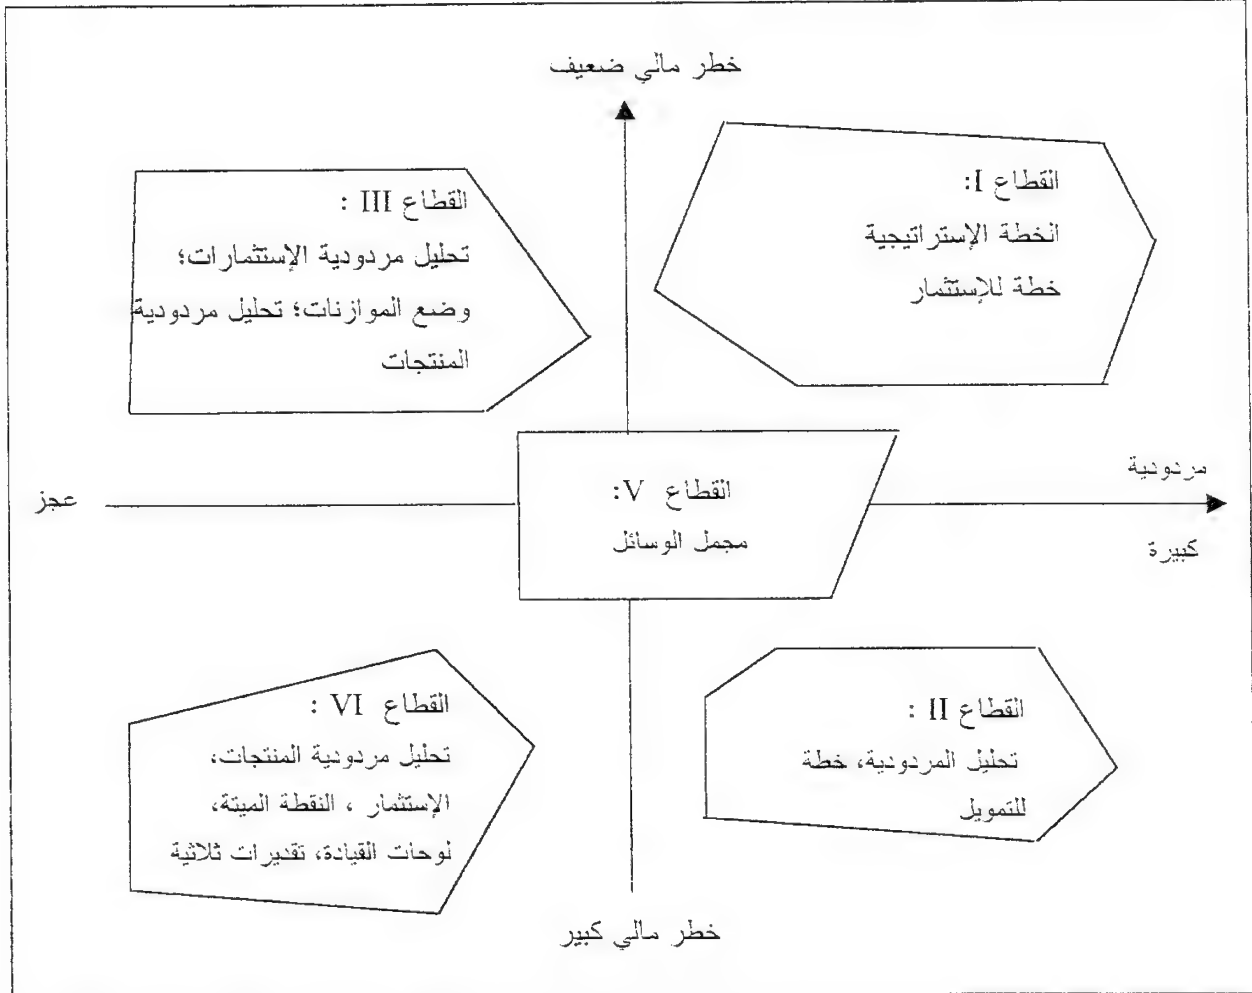 خطر مالي ضعيف
القطاع I:
الخطة الإستراتيجية
خطة للإستثمار
القطاع III :
تحليل مردودية الإستثمارات؛
وضع الموازنات؛ تحليل مردودية
المنتجات
مردودية
كبيرة
القطاع V:
مجمل الوسائل
عجز
القطاع II :
تحليل المردودية، خطة
للتمويل
القطاع VI :
تحليل مردودية المنتجات،
الإستثمار ، النقطة الميتة،
لوحات القيادة، تقديرات ثلاثية
خطر مالي كبير